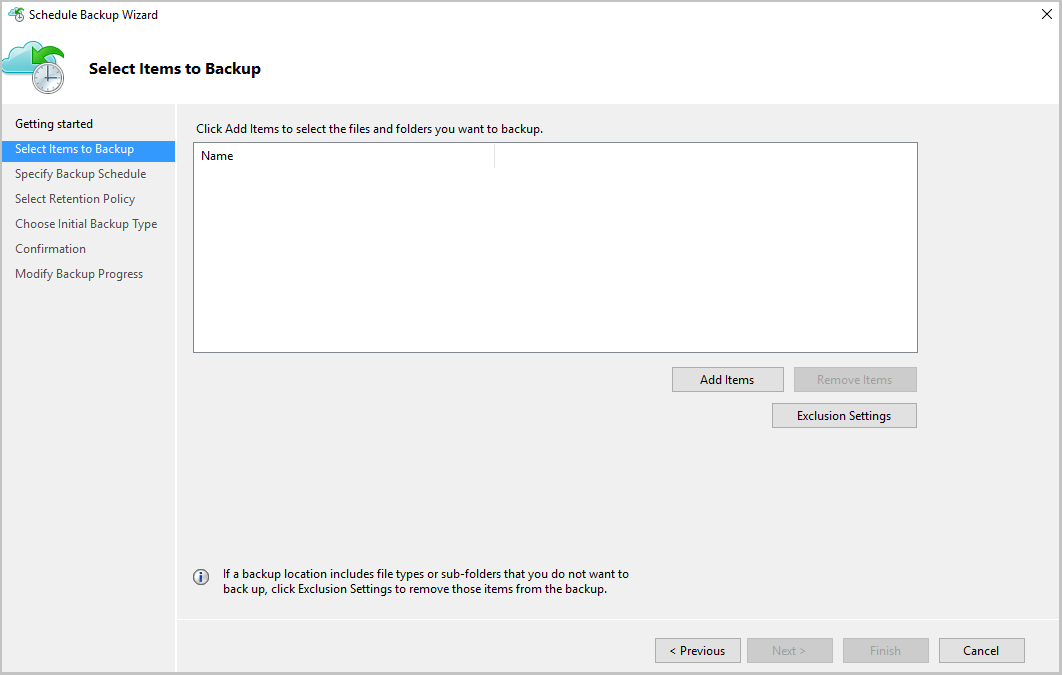 Schedule Backup Wizard
Select Items to Backup
Getting started
Select Items to Backup
Specify Backup Schedule
Select Retention Policy
Choose Initial Backup Type
Confirmation
Modify Backup Progress
Click Add Items to select the files and folders you want to backup.
Name
Add Items
Remove Items
Exclusion Settings
If a backup location includes file types or sub-folders that you do not want to
back up, click Exclusion Settings to remove those items from the backup.
< Previous
Next >
Finish
Cancel